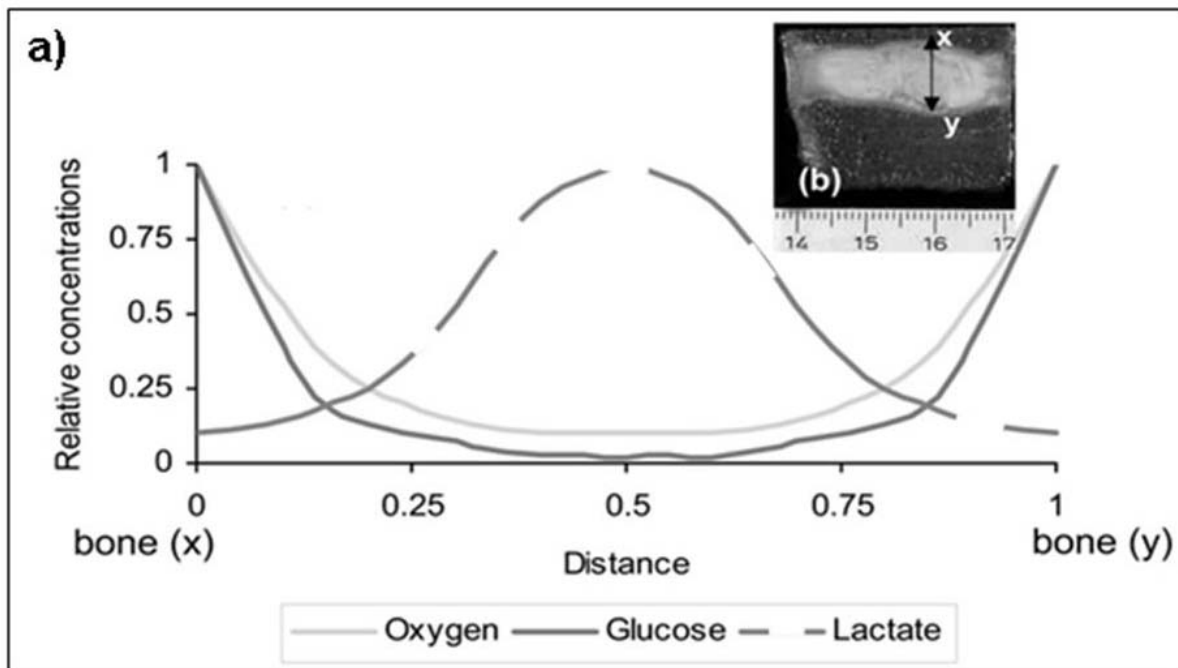 a)
x
y
(b)
14 15 16 17
Relative concentrations
1
0.75
0.5
0.25
0
0 0.25 0.5 0.75 1
bone (x) bone (y)
Distance
Oxygen Glucose Lactate